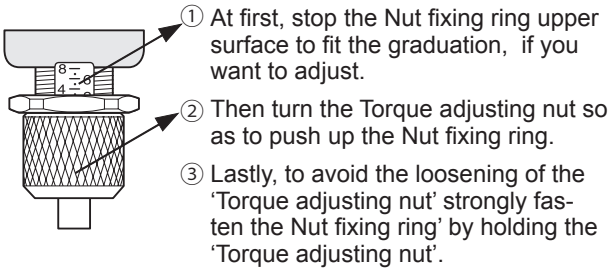 ① At first, stop the Nut fixing ring upper
surface to fit the graduation, if you
want to adjust.
② Then turn the Torque adjusting nut so
as to push up the Nut fixing ring.
③ Lastly, to avoid the loosening of the
‘Torque adjusting nut’ strongly fas-
ten the Nut fixing ring’ by holding the
‘Torque adjusting nut’.
8
6
4